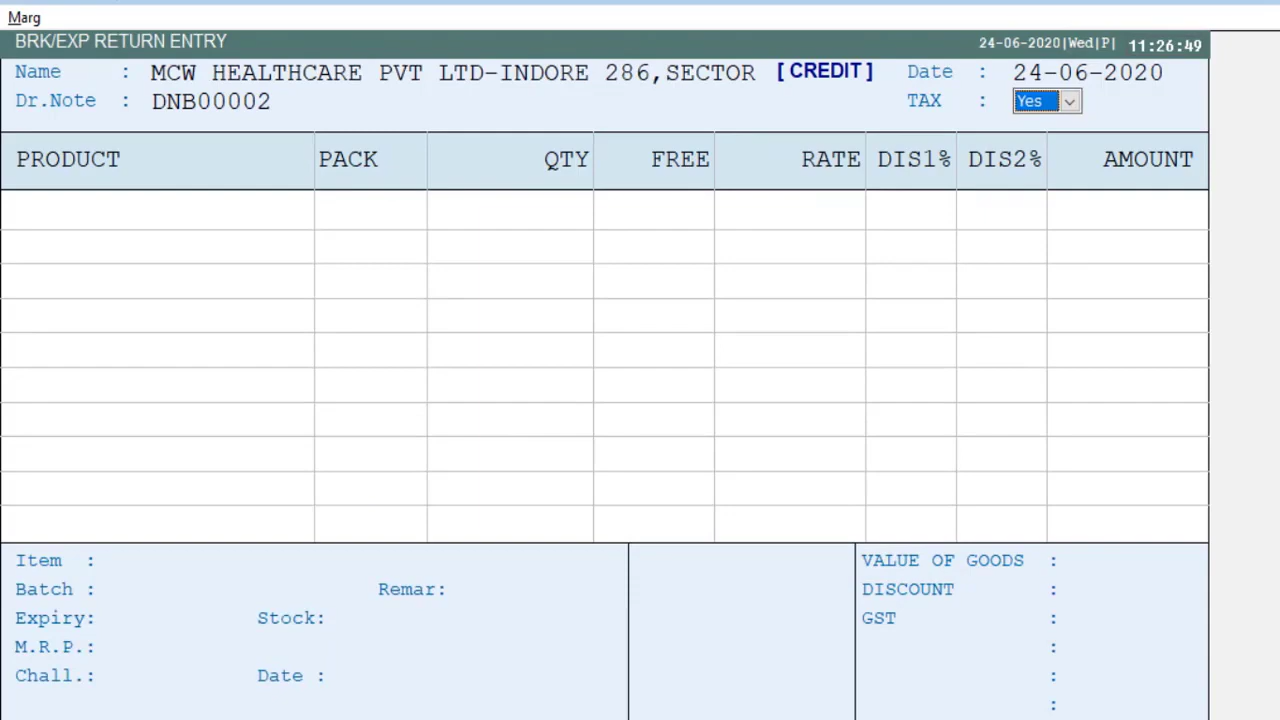 Marg
BRK/EXP RETURN ENTRY 24-06-2020|Wed|P| 11:26:49
Name : MCW HEALTHCARE PVT LTD-INDORE 286,SECTOR [CREDIT] Date : 24-06-2020
Dr.Note : DNB00002 TAX : Yes
PRODUCT PACK QTY FREE RATE DIS1% DIS2% AMOUNT
Item : VALUE OF GOODS :
Batch : Remar: DISCOUNT :
Expiry: Stock: GST :
M.R.P.: :
Chall.: Date : :
: